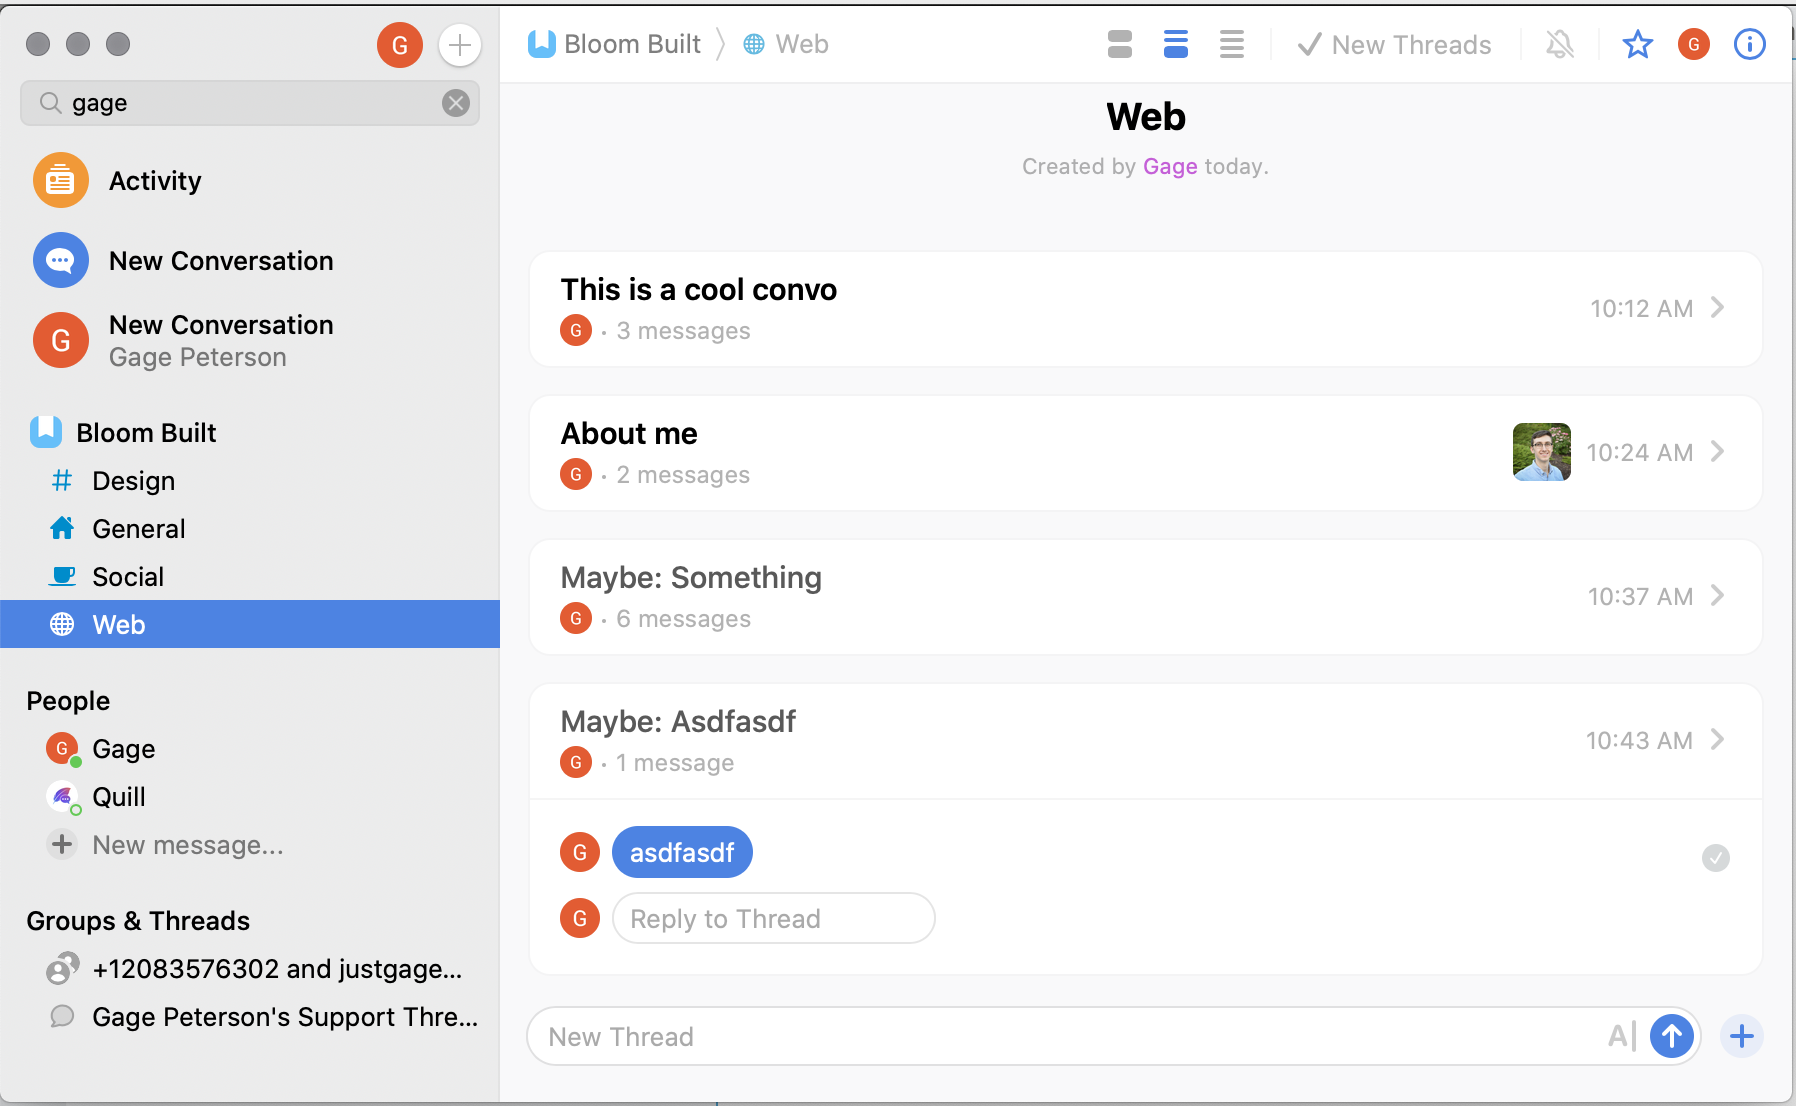 G
gage
Activity
New Conversation
G
New Conversation
Gage Peterson
Bloom Built
# Design
General
Social
Web
People
G
Gage
Quill
+ New message...
Groups & Threads
+12083576302 and justgage...
Gage Peterson's Support Thre...
Bloom Built
Web
New Threads
G
Web
Created by Gage today.
This is a cool convo
10:12 AM
G · 3 messages
About me
10:24 AM
G · 2 messages
Maybe: Something
10:37 AM
G · 6 messages
Maybe: Asdfasdf
10:43 AM
G · 1 message
G asdfasdf
G Reply to Thread
New Thread
A|